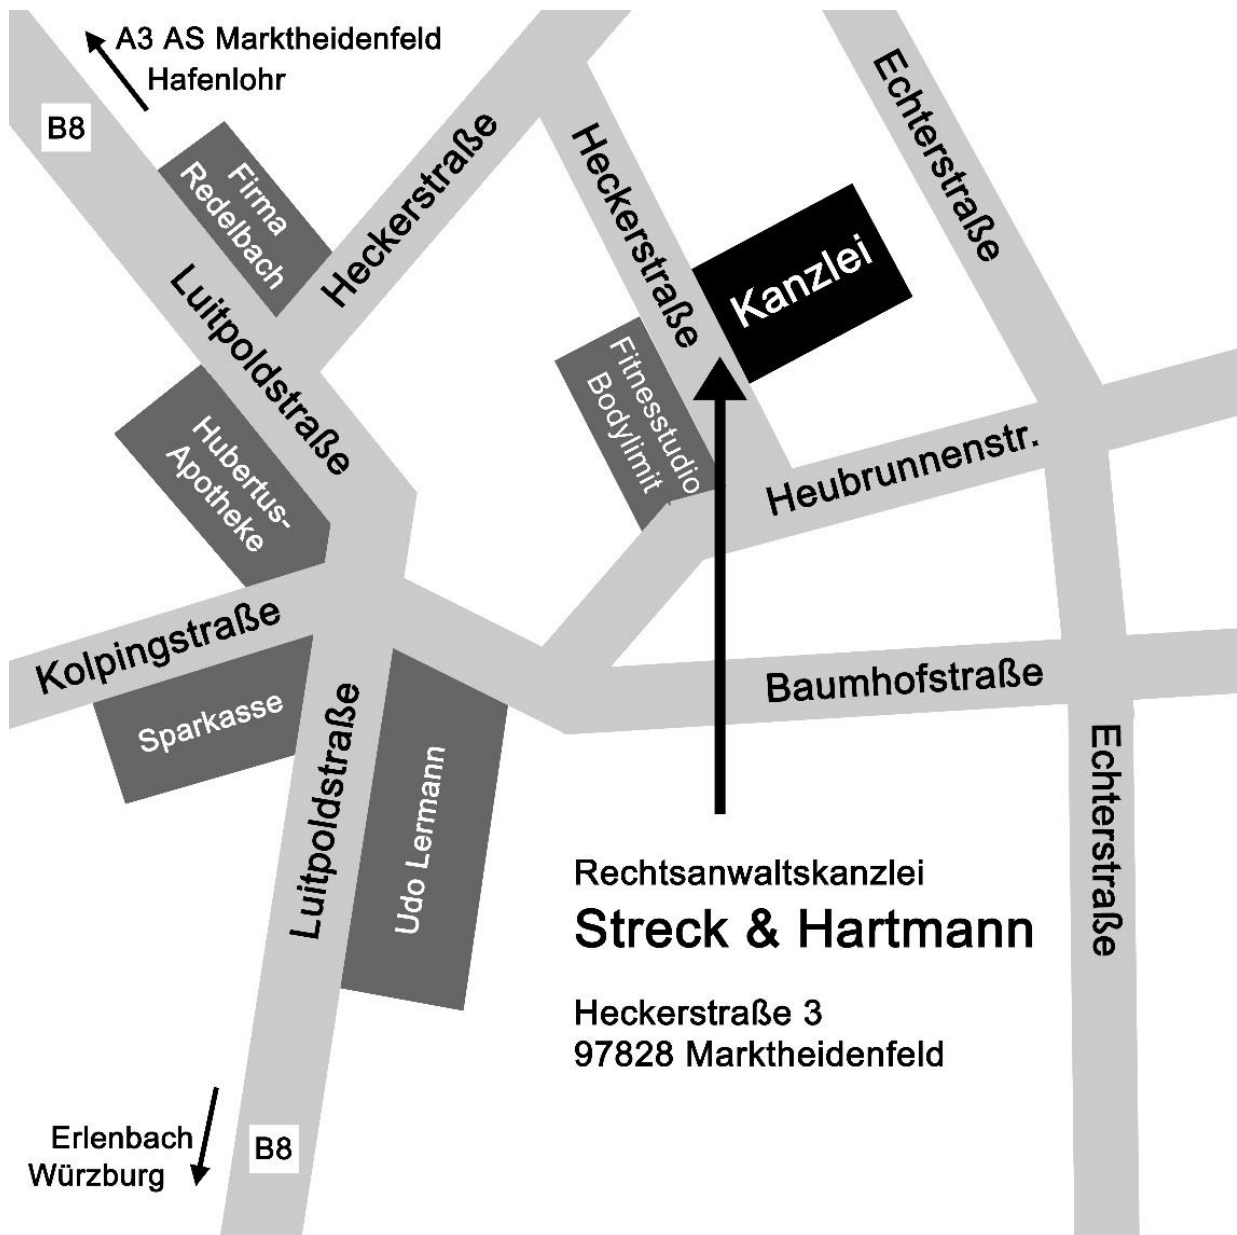 A3 AS Marktheidenfeld
Hafenlohr
B8
Firma
Redelbach
Heckerstraße
Heckerstraße
Echterstraße
Kanzlei
Luitpoldstraße
Fitnessstudio
Bodylimit
Hubertus-
Apotheke
Heubrunnenstr.
Kolpingstraße
Sparkasse
Luitpoldstraße
Udo Lermann
Baumhofstraße
Echterstraße
Rechtsanwaltskanzlei
Streck & Hartmann
Heckerstraße 3
97828 Marktheidenfeld
Erlenbach
Würzburg
B8